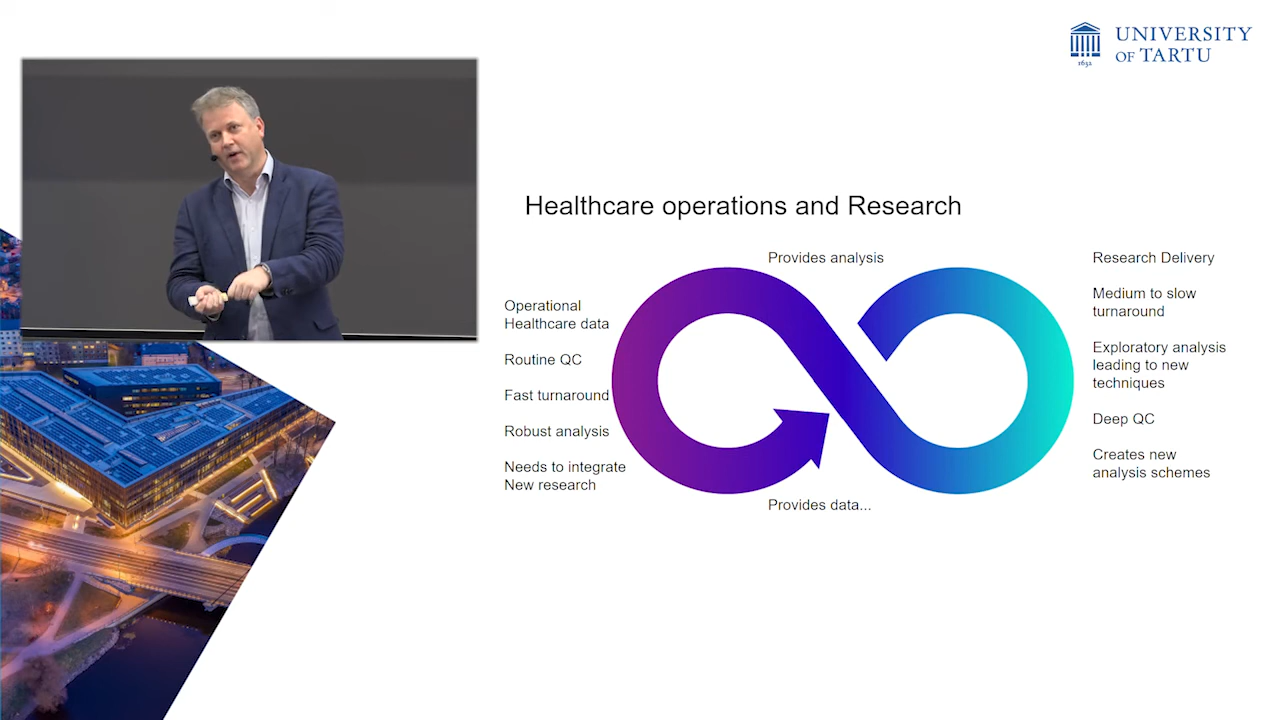 UNIVERSITY
OF TARTU
1632
Healthcare operations and Research
Provides analysis
Operational
Healthcare data
Routine QC
Fast turnaround
Robust analysis
Needs to integrate
New research
Provides data...
Research Delivery
Medium to slow
turnaround
Exploratory analysis
leading to new
techniques
Deep QC
Creates new
analysis schemes